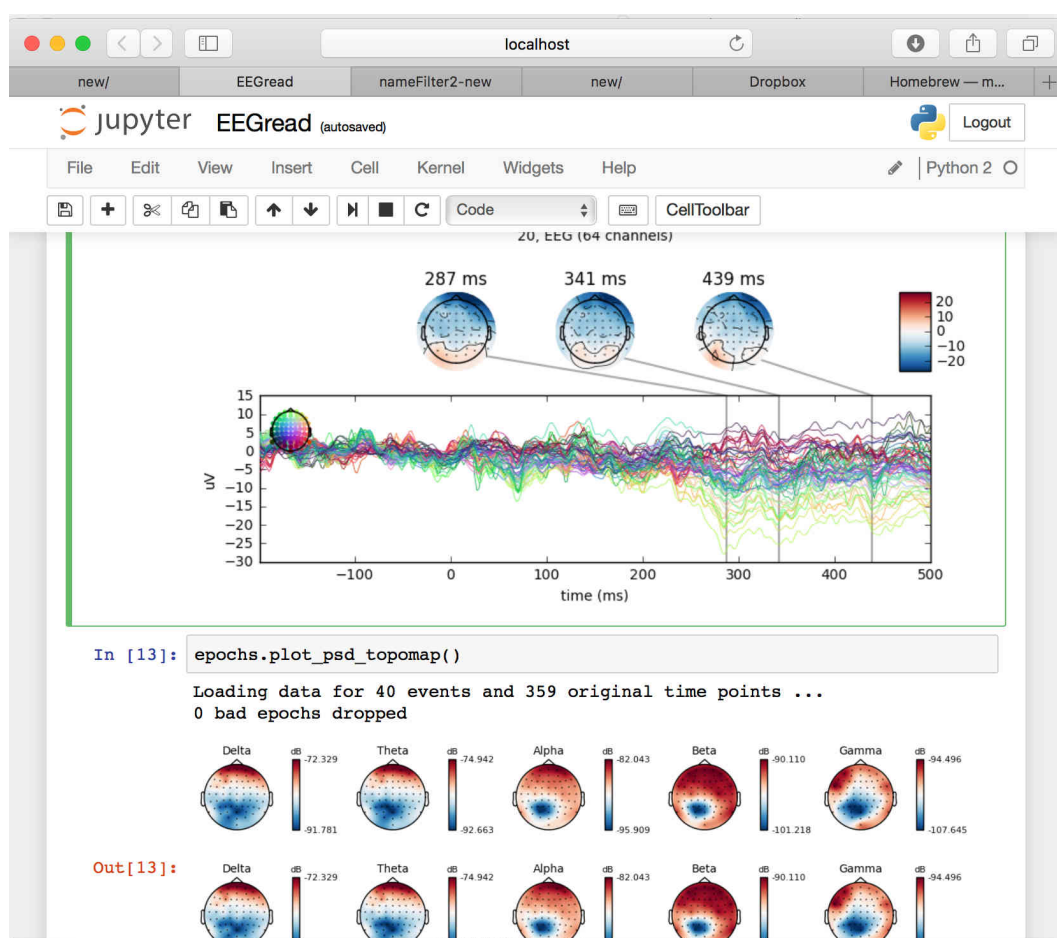 localhost
new/ EEGread nameFilter2-new new/ Dropbox Homebrew — m...
jupyter EEGread (autosaved) Logout
File Edit View Insert Cell Kernel Widgets Help Python 2
Code CellToolbar
20, EEG (64 channels)
287 ms 341 ms 439 ms
20
10
0
−10
−20
15
10
5
0
−5
−10
−15
−20
−25
−30
uV
−100 0 100 200 300 400 500
time (ms)
In [13]: epochs.plot_psd_topomap()
Loading data for 40 events and 359 original time points ...
0 bad epochs dropped
Delta dB Theta dB Alpha dB Beta dB Gamma dB
-72.329 -74.942 -82.043 -90.110 -94.496
-91.781 -92.663 -95.909 -101.218 -107.645
Out[13]: Delta dB Theta dB Alpha dB Beta dB Gamma dB
-72.329 -74.942 -82.043 -90.110 -94.496